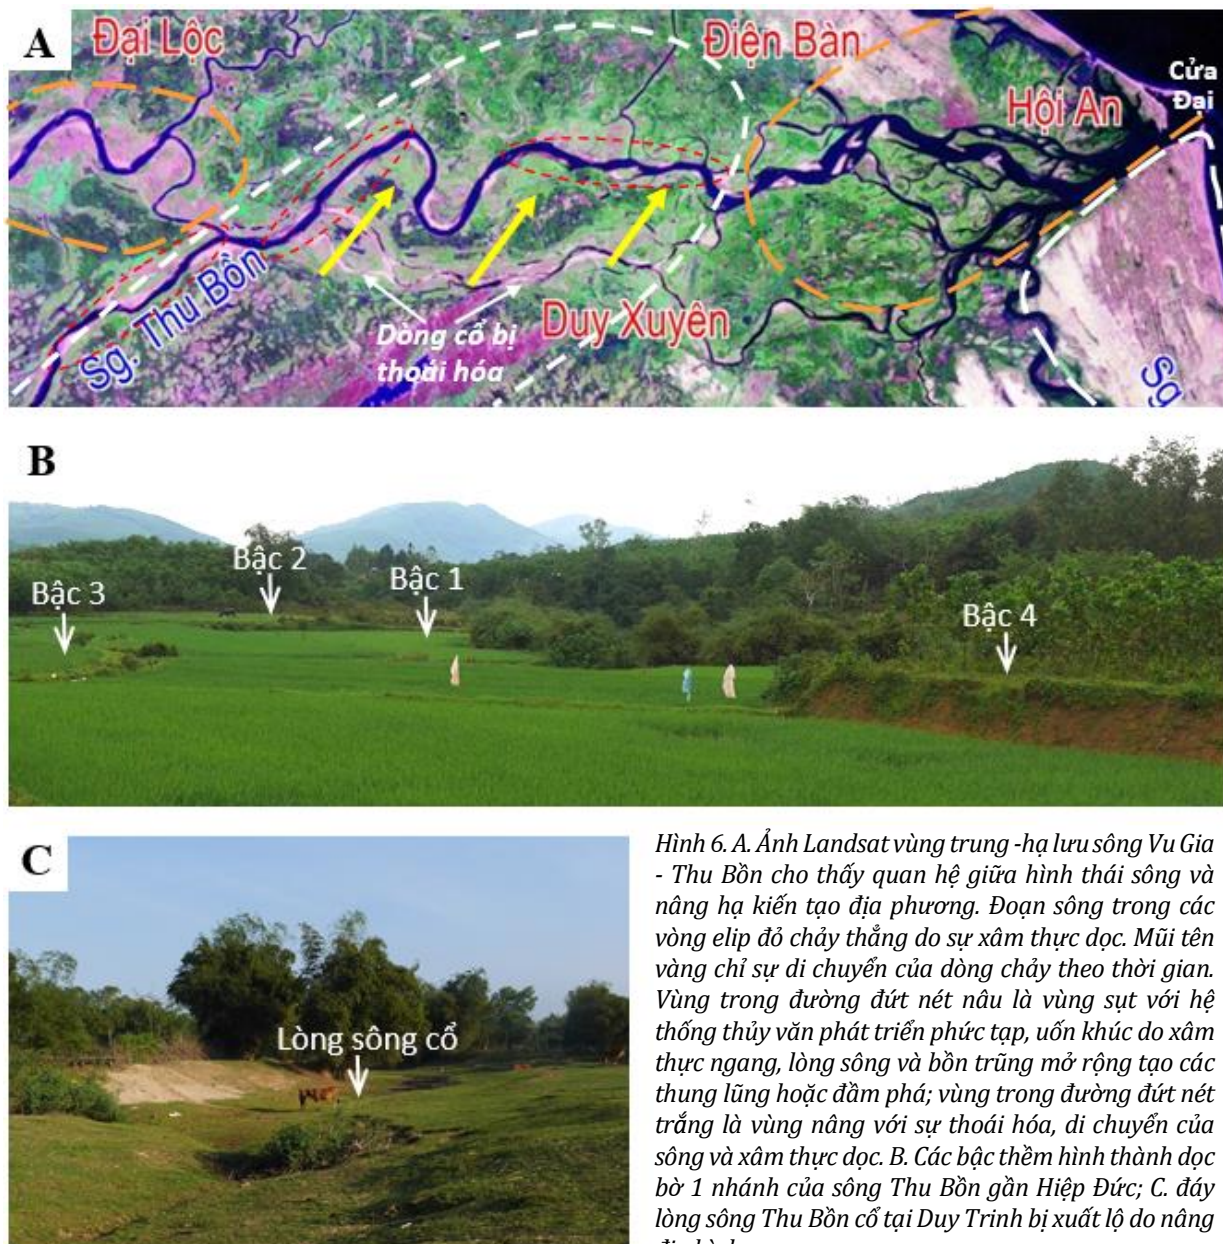 A
Đại Lộc
Điện Bàn
Cửa
Đại
Hội An
Sg. Thu Bồn
Dòng cổ bị
thoái hóa
Duy Xuyên
Sg
B
Bậc 3
Bậc 2
Bậc 1
Bậc 4
C
Lòng sông cổ
Hình 6. A. Ảnh Landsat vùng trung -hạ lưu sông Vu Gia
- Thu Bồn cho thấy quan hệ giữa hình thái sông và
nâng hạ kiến tạo địa phương. Đoạn sông trong các
vòng elip đỏ chảy thẳng do sự xâm thực dọc. Mũi tên
vàng chỉ sự di chuyển của dòng chảy theo thời gian.
Vùng trong đường đứt nét nâu là vùng sụt với hệ
thống thủy văn phát triển phức tạp, uốn khúc do xâm
thực ngang, lòng sông và bồn trũng mở rộng tạo các
thung lũng hoặc đầm phá; vùng trong đường đứt nét
trắng là vùng nâng với sự thoái hóa, di chuyển của
sông và xâm thực dọc. B. Các bậc thềm hình thành dọc
bờ 1 nhánh của sông Thu Bồn gần Hiệp Đức; C. đáy
lòng sông Thu Bồn cổ tại Duy Trinh bị xuất lộ do nâng